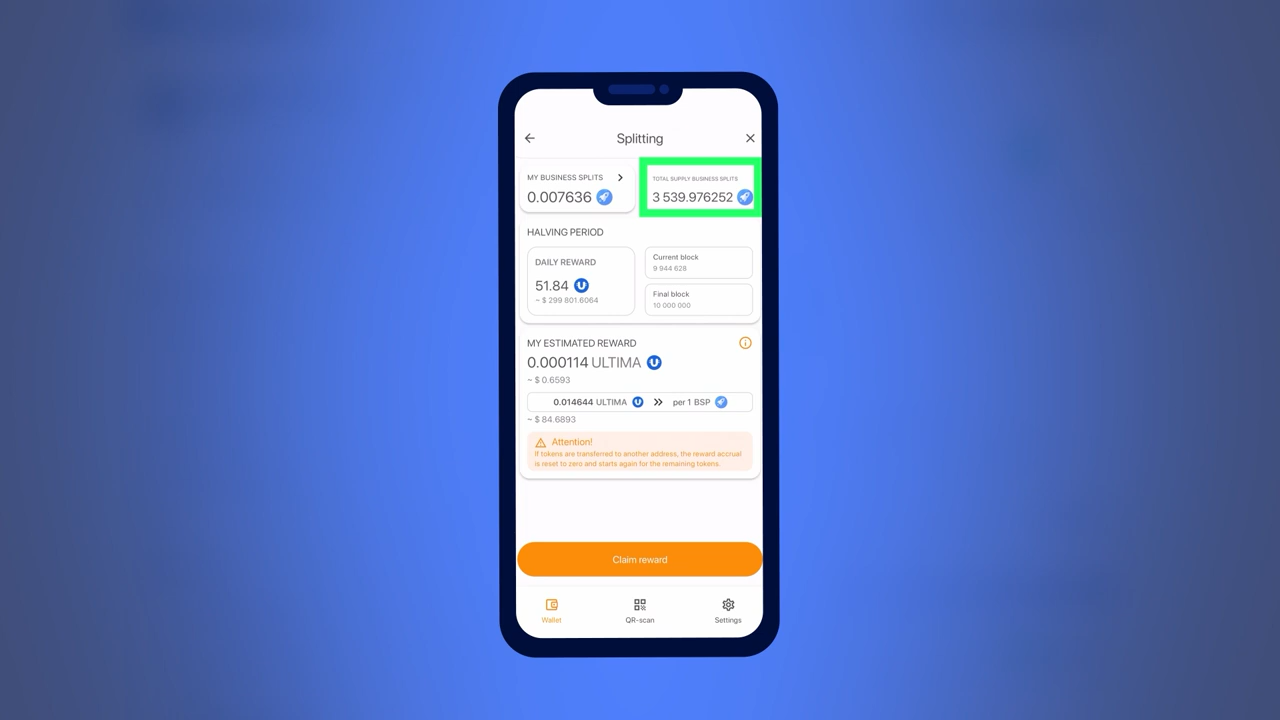 Splitting
MY BUSINESS SPLITS
0.007636
TOTAL SUPPLY BUSINESS SPLITS
3 539.976252
HALVING PERIOD
DAILY REWARD
51.84
~ $ 299 801.6064
Current block
9 944 628
Final block
10 000 000
MY ESTIMATED REWARD
0.000114 ULTIMA
~ $ 0.6593
0.014644 ULTIMA per 1 BSP
~ $ 84.6893
Attention!
If tokens are transferred to another address, the reward accrual
is reset to zero and starts again for the remaining tokens.
Claim reward
Wallet
QR-scan
Settings